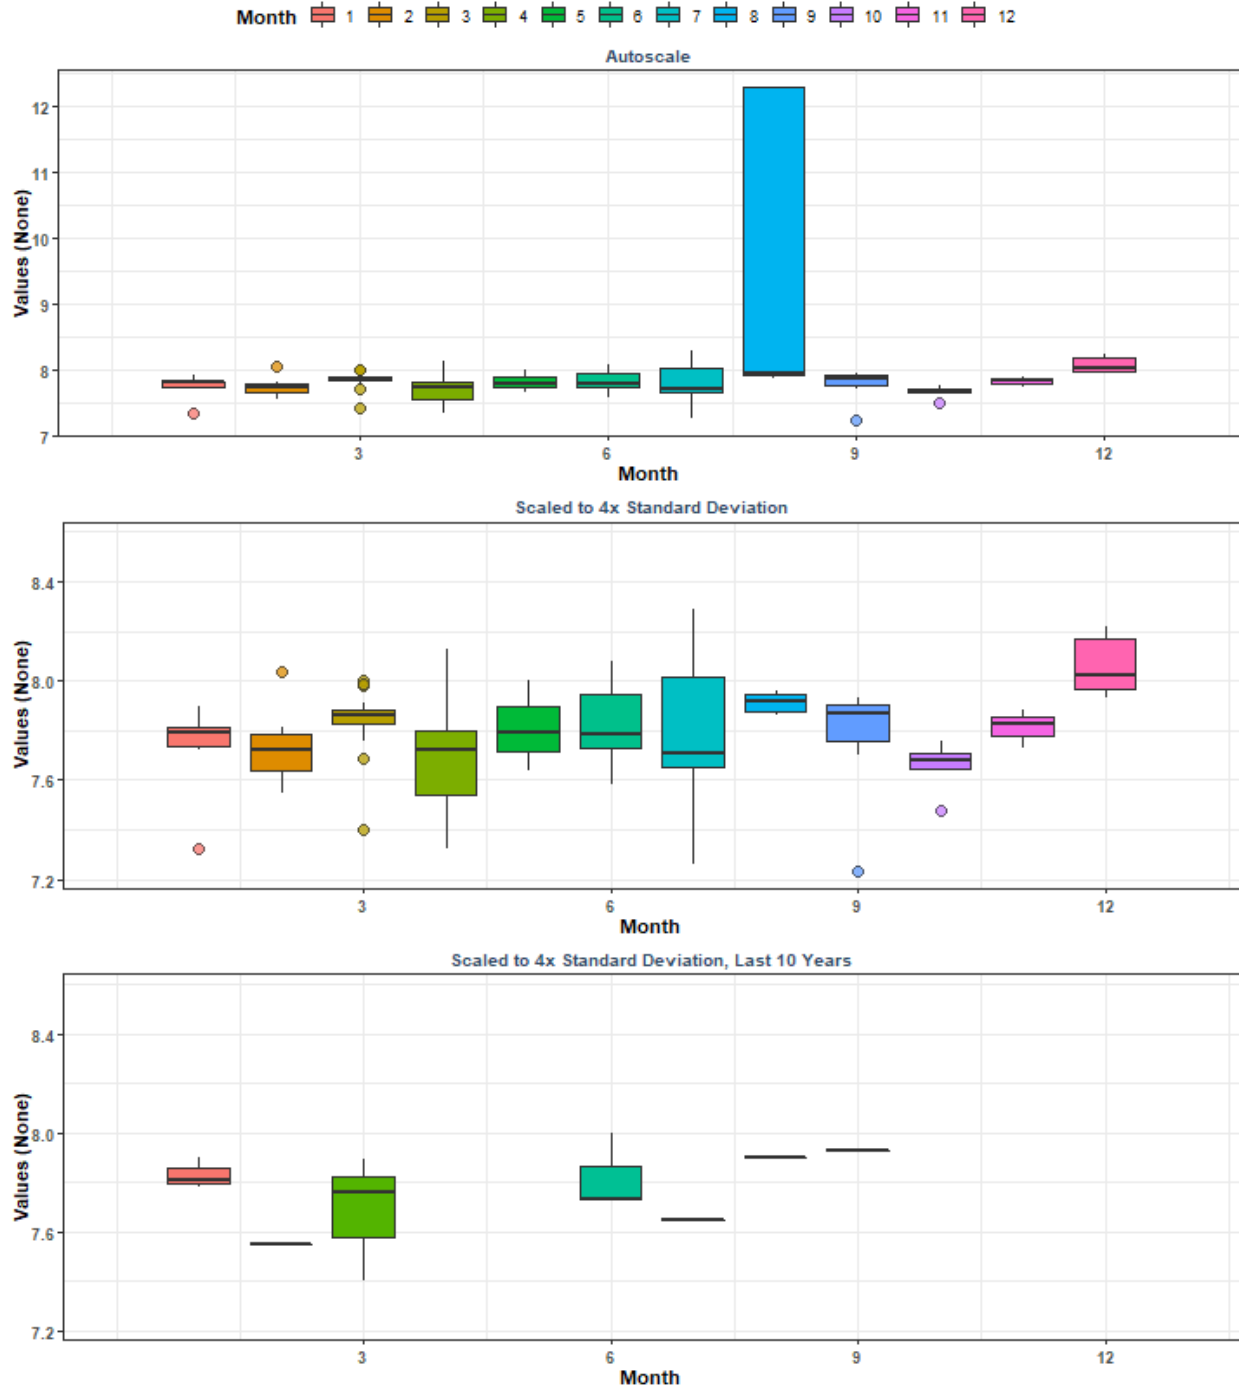 Month 1 2 3 4 5 6 7 8 9 10 11 12
Autoscale
Values (None)
12
11
10
9
8
7
3 6 9 12
Month
Scaled to 4x Standard Deviation
Values (None)
8.4
8.0
7.6
7.2
3 6 9 12
Month
Scaled to 4x Standard Deviation, Last 10 Years
Values (None)
8.4
8.0
7.6
7.2
3 6 9 12
Month